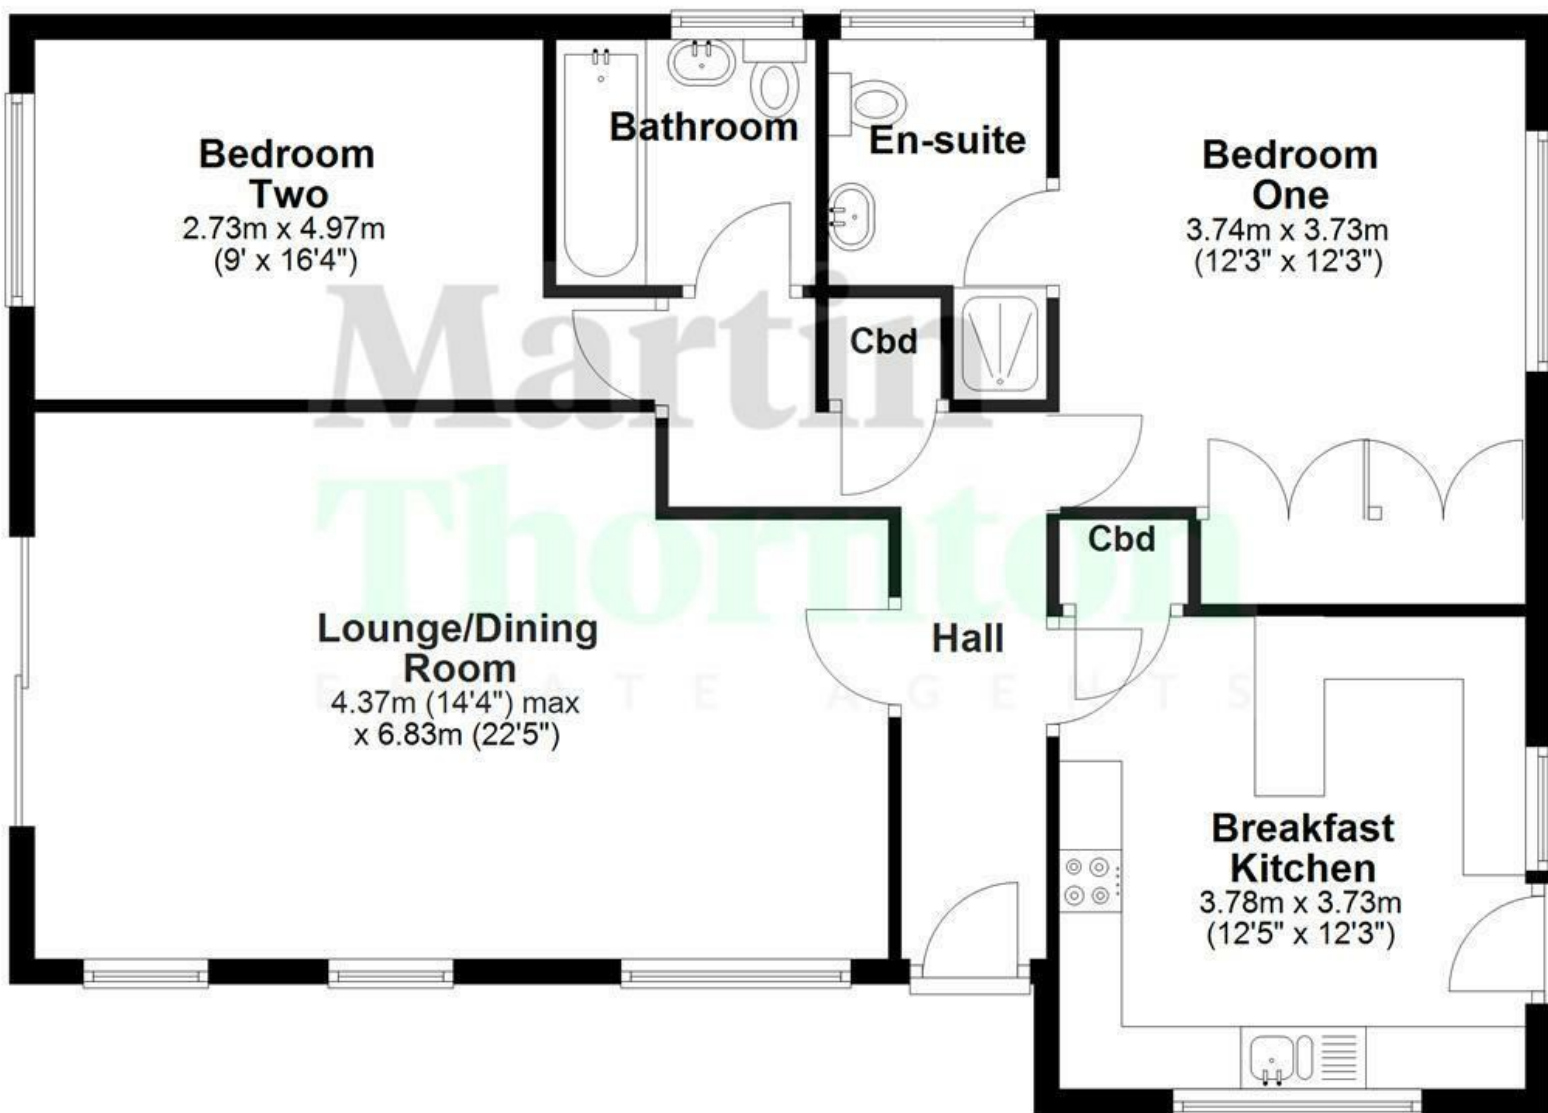 Bedroom
Two
2.73m x 4.97m
(9' x 16'4")
Bathroom
En-suite
Bedroom
One
3.74m x 3.73m
(12'3" x 12'3")
Cbd
Martin
Thornton
ESTATE AGENTS
Cbd
Lounge/Dining
Room
4.37m (14'4") max
x 6.83m (22'5")
Hall
Breakfast
Kitchen
3.78m x 3.73m
(12'5" x 12'3")